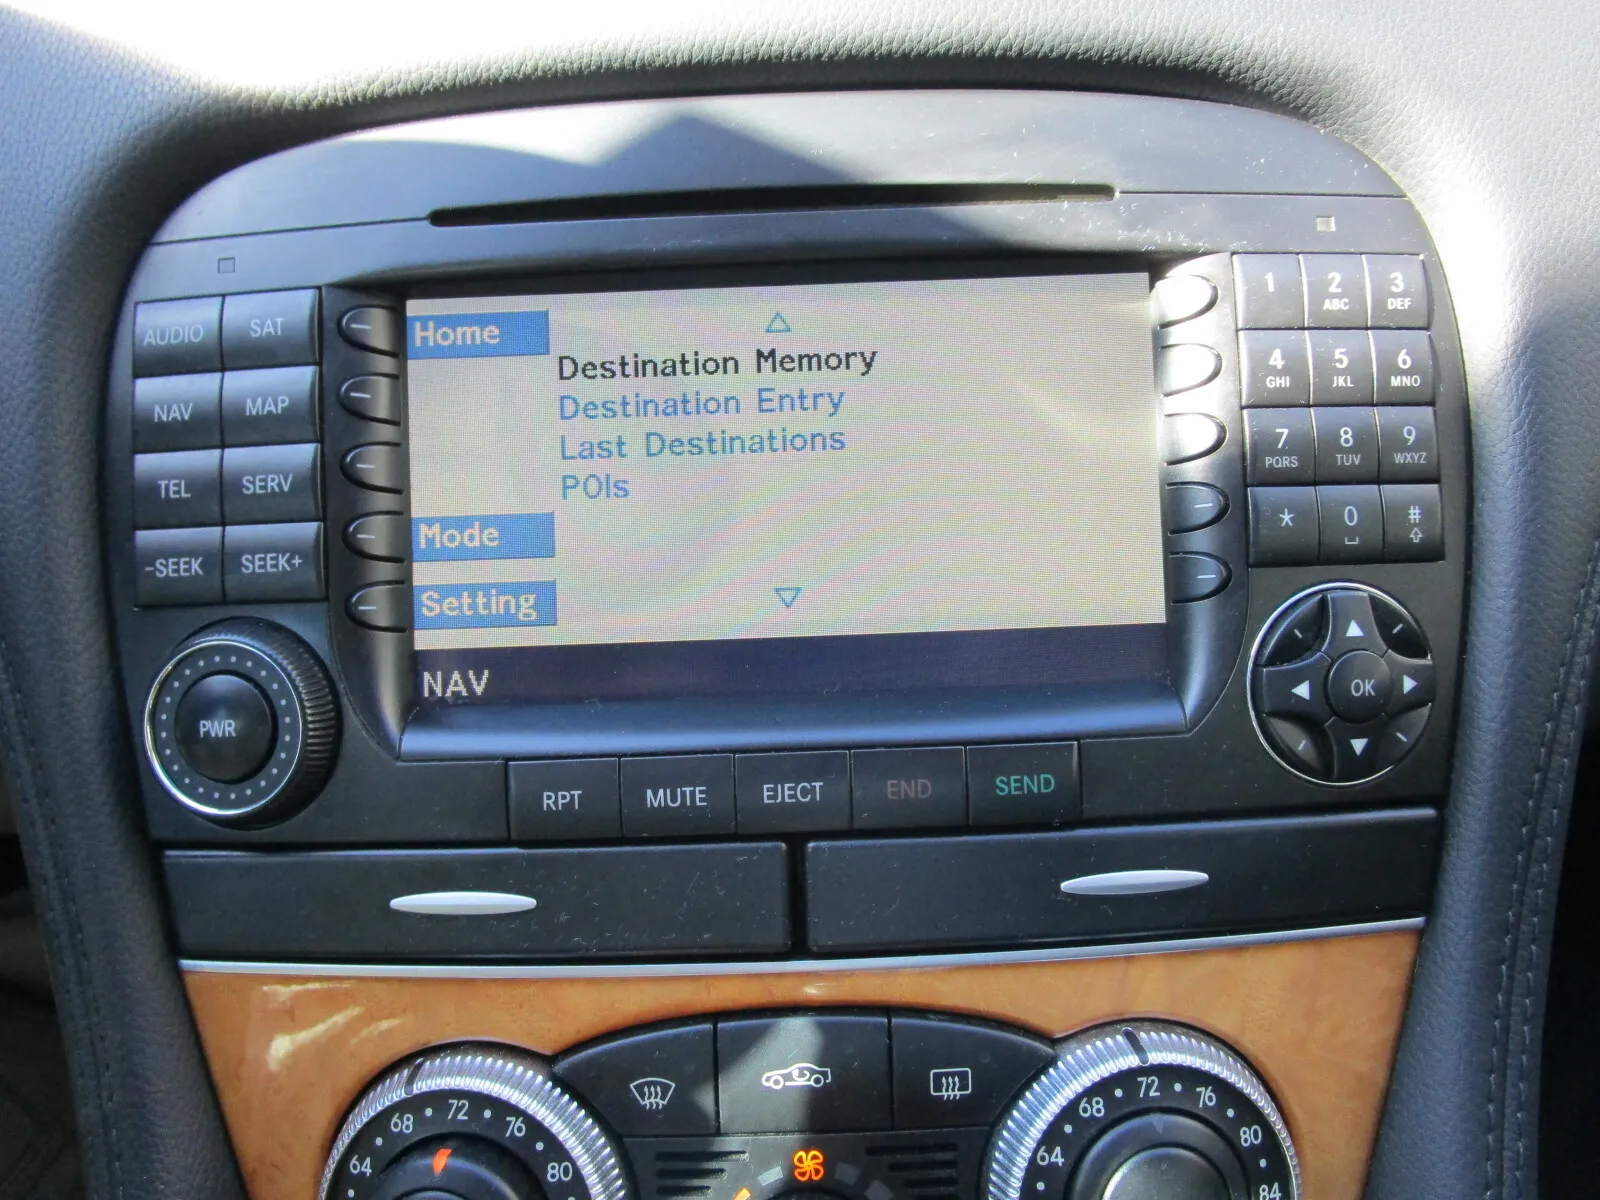 AUDIO SAT
NAV MAP
TEL SERV
-SEEK SEEK+
PWR
Home
Destination Memory
Destination Entry
Last Destinations
POIs
Mode
Setting
NAV
1 2 ABC 3 DEF
4 GHI 5 JKL 6 MNO
7 PQRS 8 TUV 9 WXYZ
* 0 #
OK
RPT MUTE EJECT END SEND
64 68 72 76 80
64 68 72 76 80 84